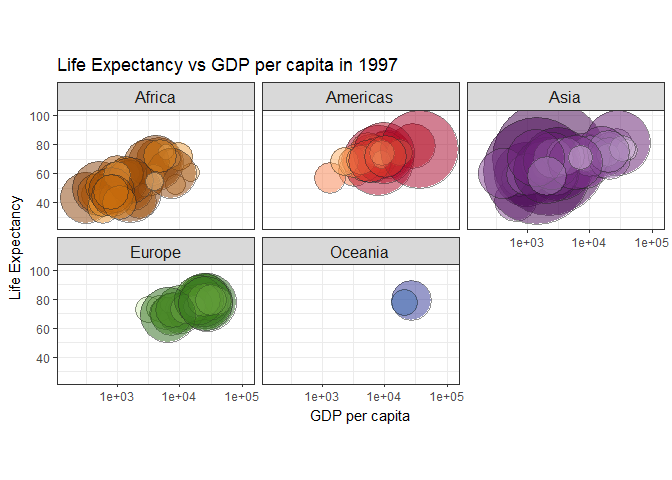 Life Expectancy vs GDP per capita in 1997
Africa
Americas
Asia
100
80
60
40
1e+03 1e+04 1e+05
Europe
Oceania
100
80
60
40
1e+03 1e+04 1e+05
1e+03 1e+04 1e+05
GDP per capita
Life Expectancy